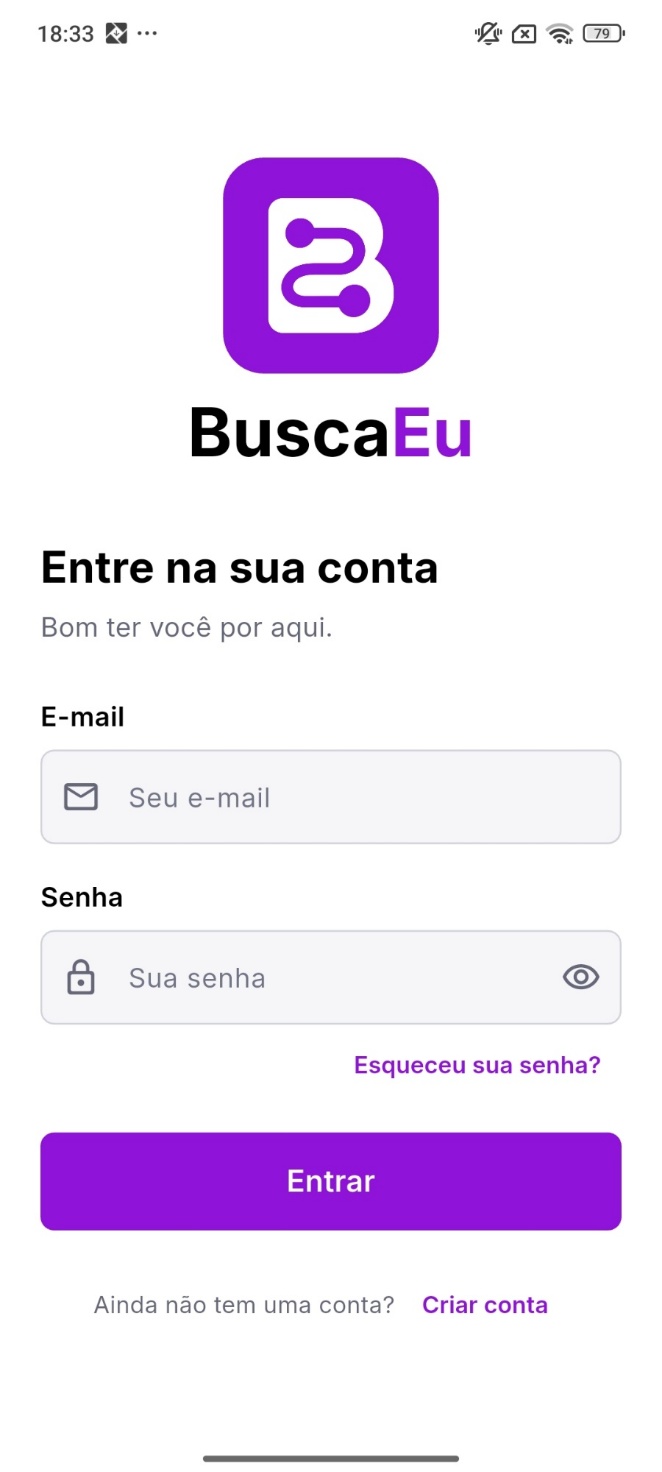 18:33
79
BuscaEu
Entre na sua conta
Bom ter você por aqui.
E-mail
Seu e-mail
Senha
Sua senha
Esqueceu sua senha?
Entrar
Ainda não tem uma conta? Criar conta